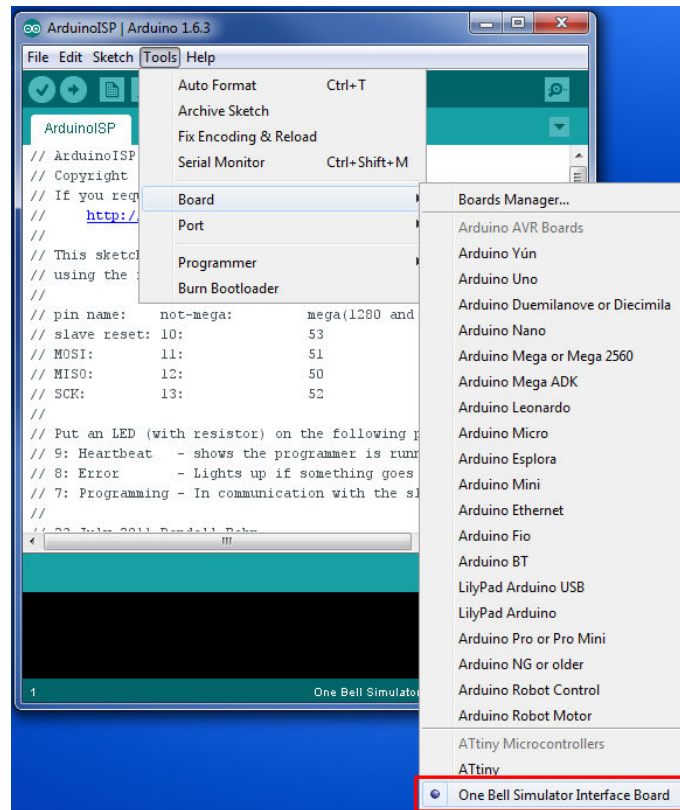 ArduinoISP | Arduino 1.6.3
File Edit Sketch Tools Help
Auto Format Ctrl+T
Archive Sketch
Fix Encoding & Reload
Serial Monitor Ctrl+Shift+M
Board
Port
Programmer
Burn Bootloader
ArduinoISP
// ArduinoISP
// Copyright
// If you
// http:/
//
// This
// using the
//
// pin name: not-mega: mega(1280 and
// slave reset: 10: 53
// MOSI: 11: 51
// MISO: 12: 50
// SCK: 13: 52
//
// Put an LED (with resistor) on the following
// 9: Heartbeat - shows the programmer is
// 8: Error - Lights up if something goes
// 7: Programming - In communication with the
//
1
One Bell Simulator
Boards Manager...
Arduino AVR Boards
Arduino Yún
Arduino Uno
Arduino Duemilanove or Diecimila
Arduino Nano
Arduino Mega or Mega 2560
Arduino Mega ADK
Arduino Leonardo
Arduino Micro
Arduino Esplora
Arduino Mini
Arduino Ethernet
Arduino Fio
Arduino BT
LilyPad Arduino USB
LilyPad Arduino
Arduino Pro or Pro Mini
Arduino NG or older
Arduino Robot Control
Arduino Robot Motor
ATtiny Microcontrollers
ATtiny
One Bell Simulator Interface Board